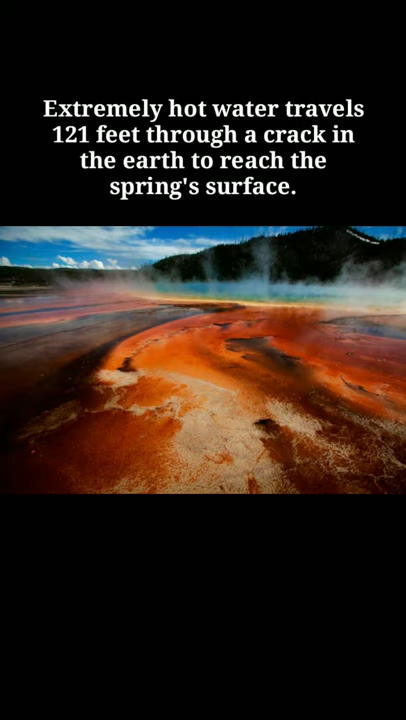 Extremely hot water travels
121 feet through a crack in
the earth to reach the
spring's surface.